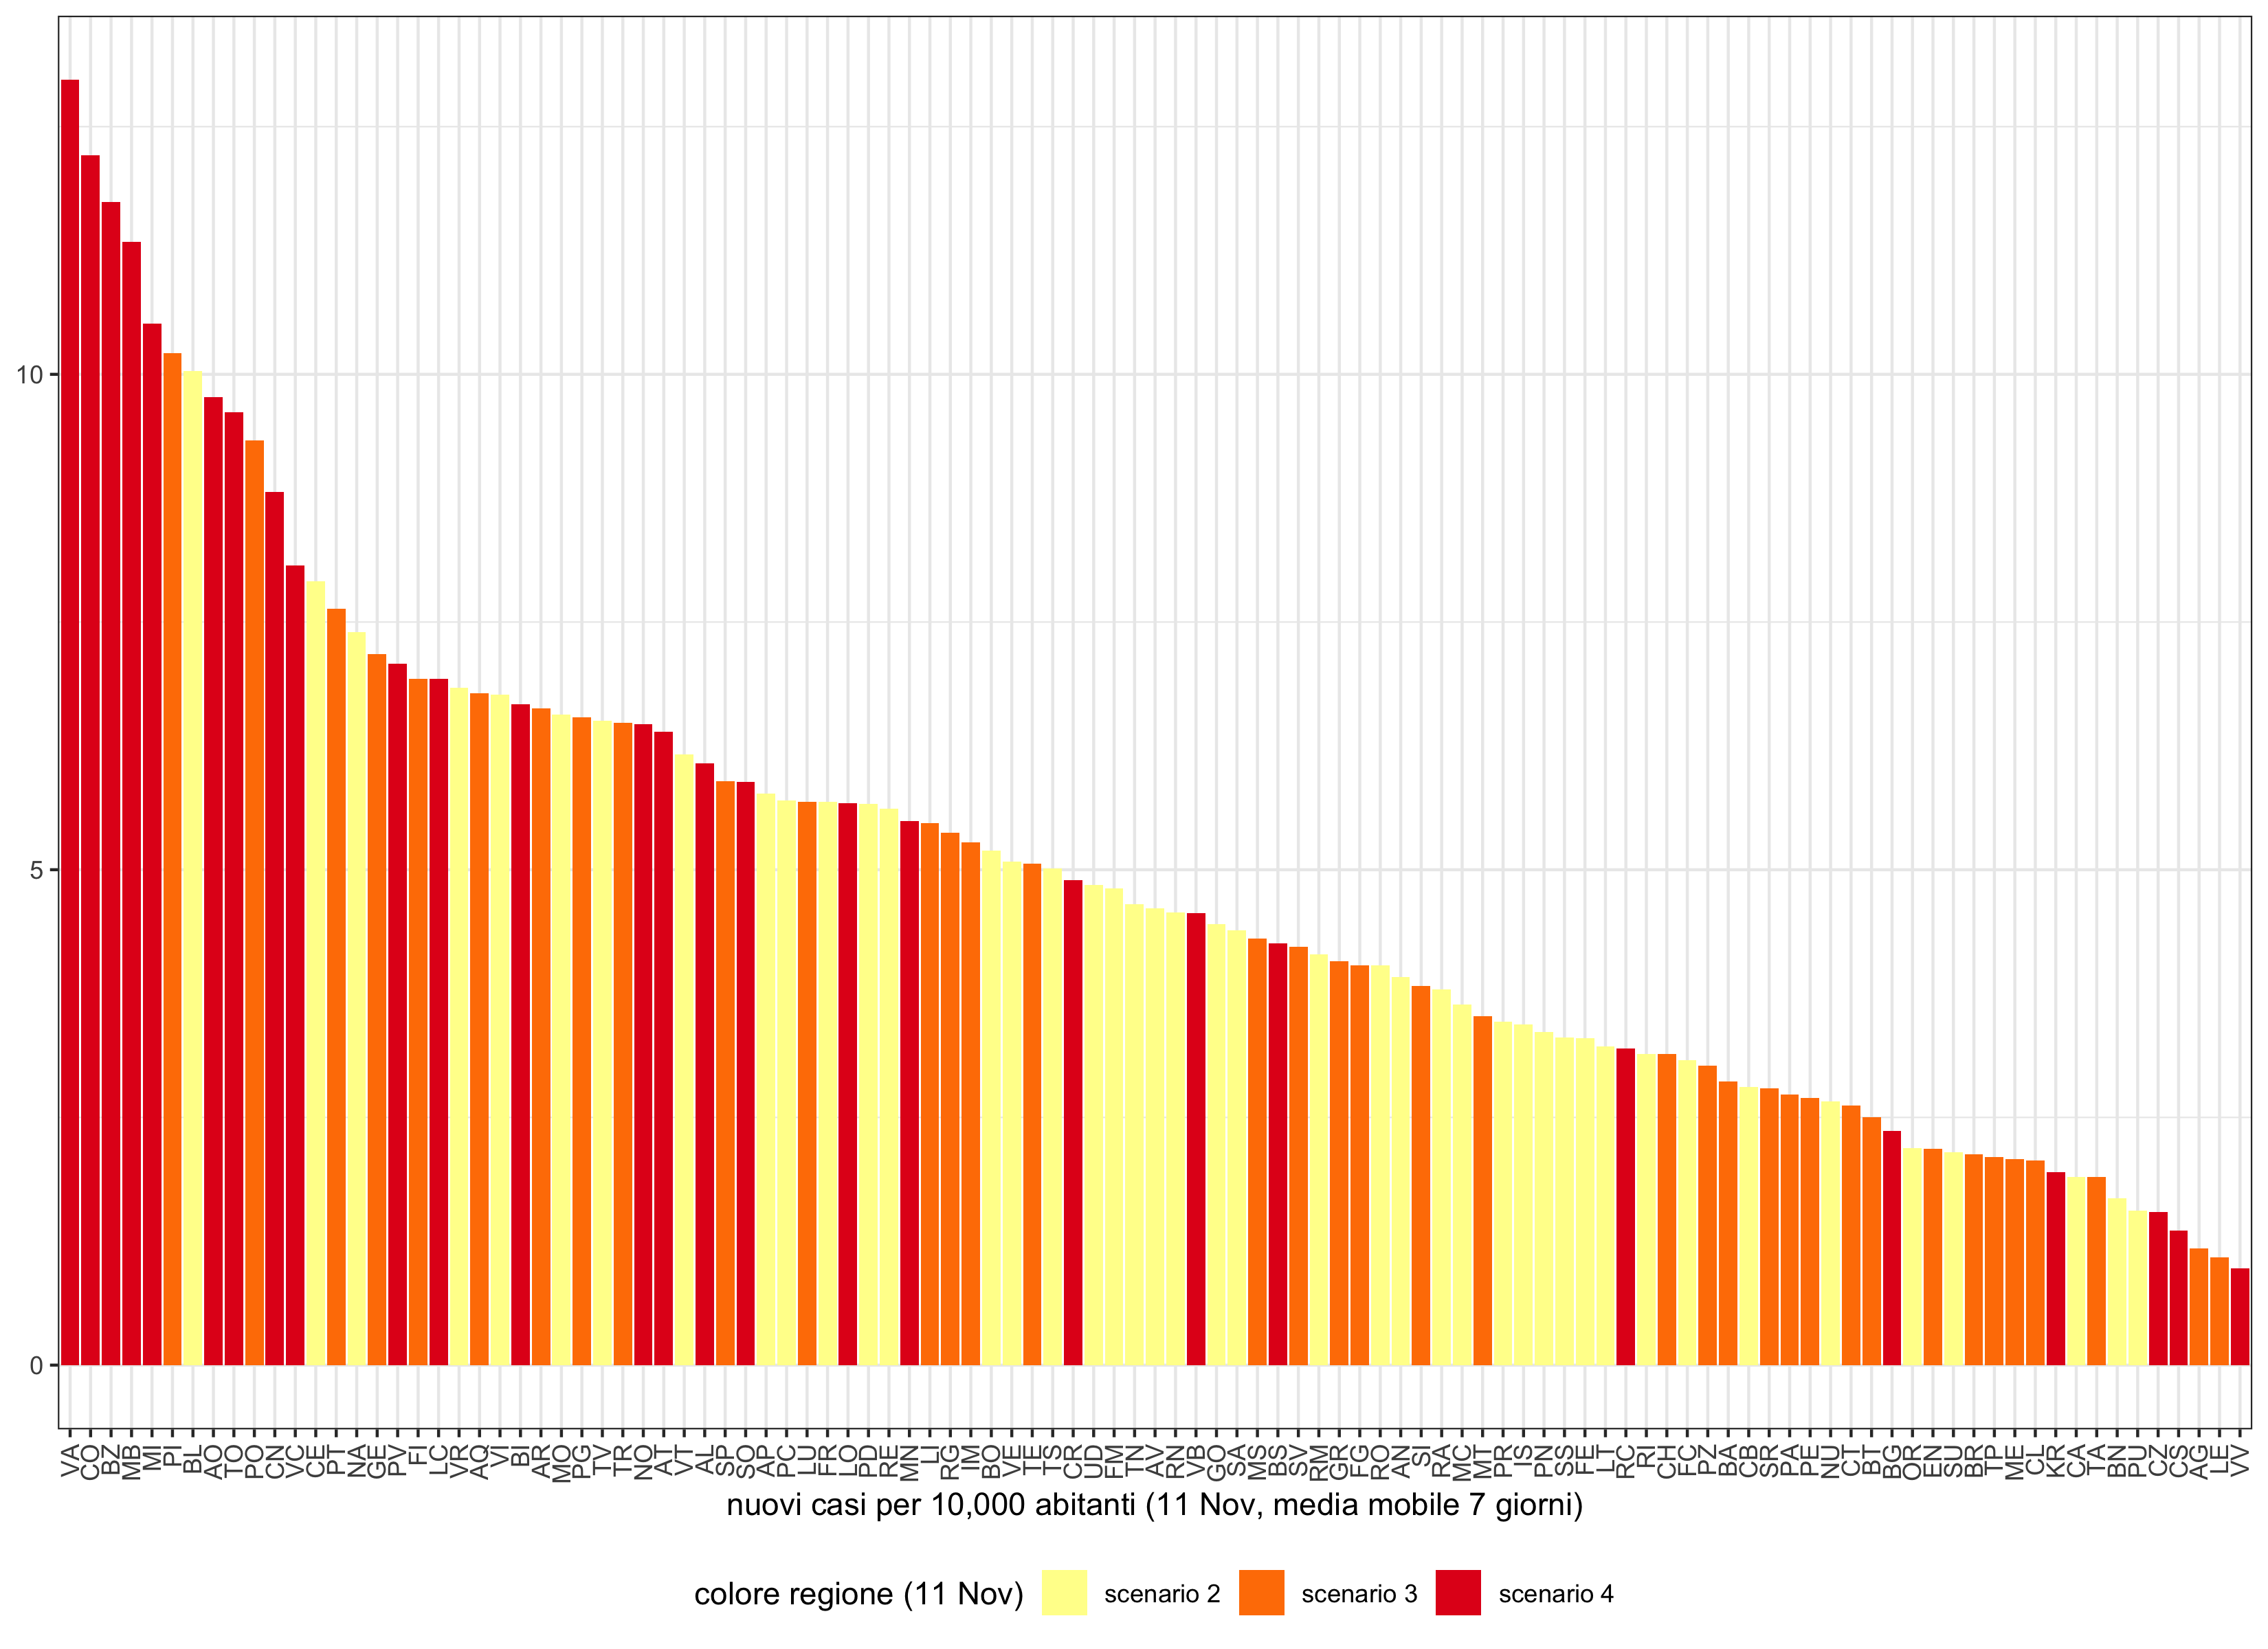 10
5
0
VA CO BZ MB MI PI BL AO TO PO CN VC CE PT NA GE PV FI LC VR AQ VI BI AR MO PG TV TR NO AT VT AL SP SO AP PC LU FR LO PD RE MN LI RG IM BO VE TE TS CR UD FM TN AV RN VB GO SA MS BS SV RM GR FG RO AN SI RA MC MT PR IS PN SS FE LT RC RI CH FC PZ BA CB SR PA PE NU CT BT BG OR EN SU BR TP ME CL KR CA TA BN PU CZ CS AG LE VV
nuovi casi per 10,000 abitanti (11 Nov, media mobile 7 giorni)
colore regione (11 Nov) scenario 2 scenario 3 scenario 4